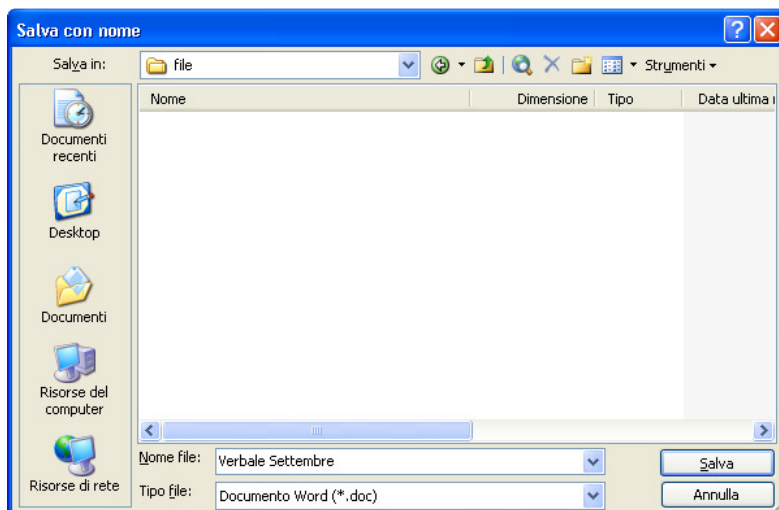 Salva con nome
Salva in:
file
Strumenti
Nome
Dimensione
Tipo
Data ultima
Documenti
recenti
Desktop
Documenti
Risorse del
computer
Risorse di rete
Nome file:
Verbale Settembre
Salva
Tipo file:
Documento Word (*.doc)
Annulla